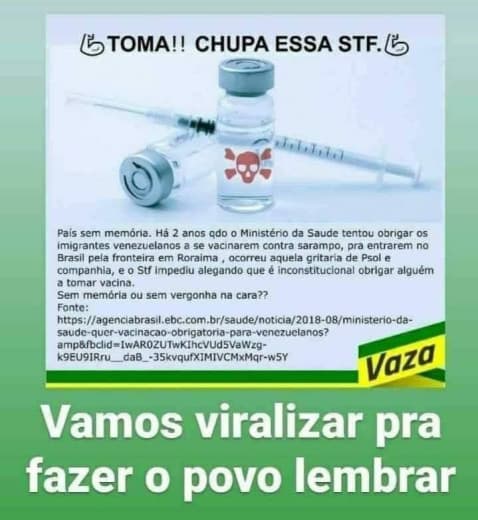 TOMA!! CHUPA ESSA STF.
País sem memória. Há 2 anos qdo o Ministério da Saude tentou obrigar os
imigrantes venezuelanos a se vacinarem contra sarampo, pra entrarem no
Brasil pela fronteira em Roraima , ocorreu aquela gritaria de Psol e
companhia, e o Stf impediu alegando que é inconstitucional obrigar alguém
a tomar vacina.
Sem memória ou sem vergonha na cara??
Fonte:
https://agenciabrasil.ebc.com.br/saude/noticia/2018-08/ministerio-da-
saude-quer-vacinacao-obrigatoria-para-venezuelanos?
amp&fbclid=IwAR0ZUTwKIhcVUd5VaWzg-
k9EU9IRru__daB_-35kvqufXIMIVCMxMqr-w5Y
Vaza
Vamos viralizar pra
fazer o povo lembrar